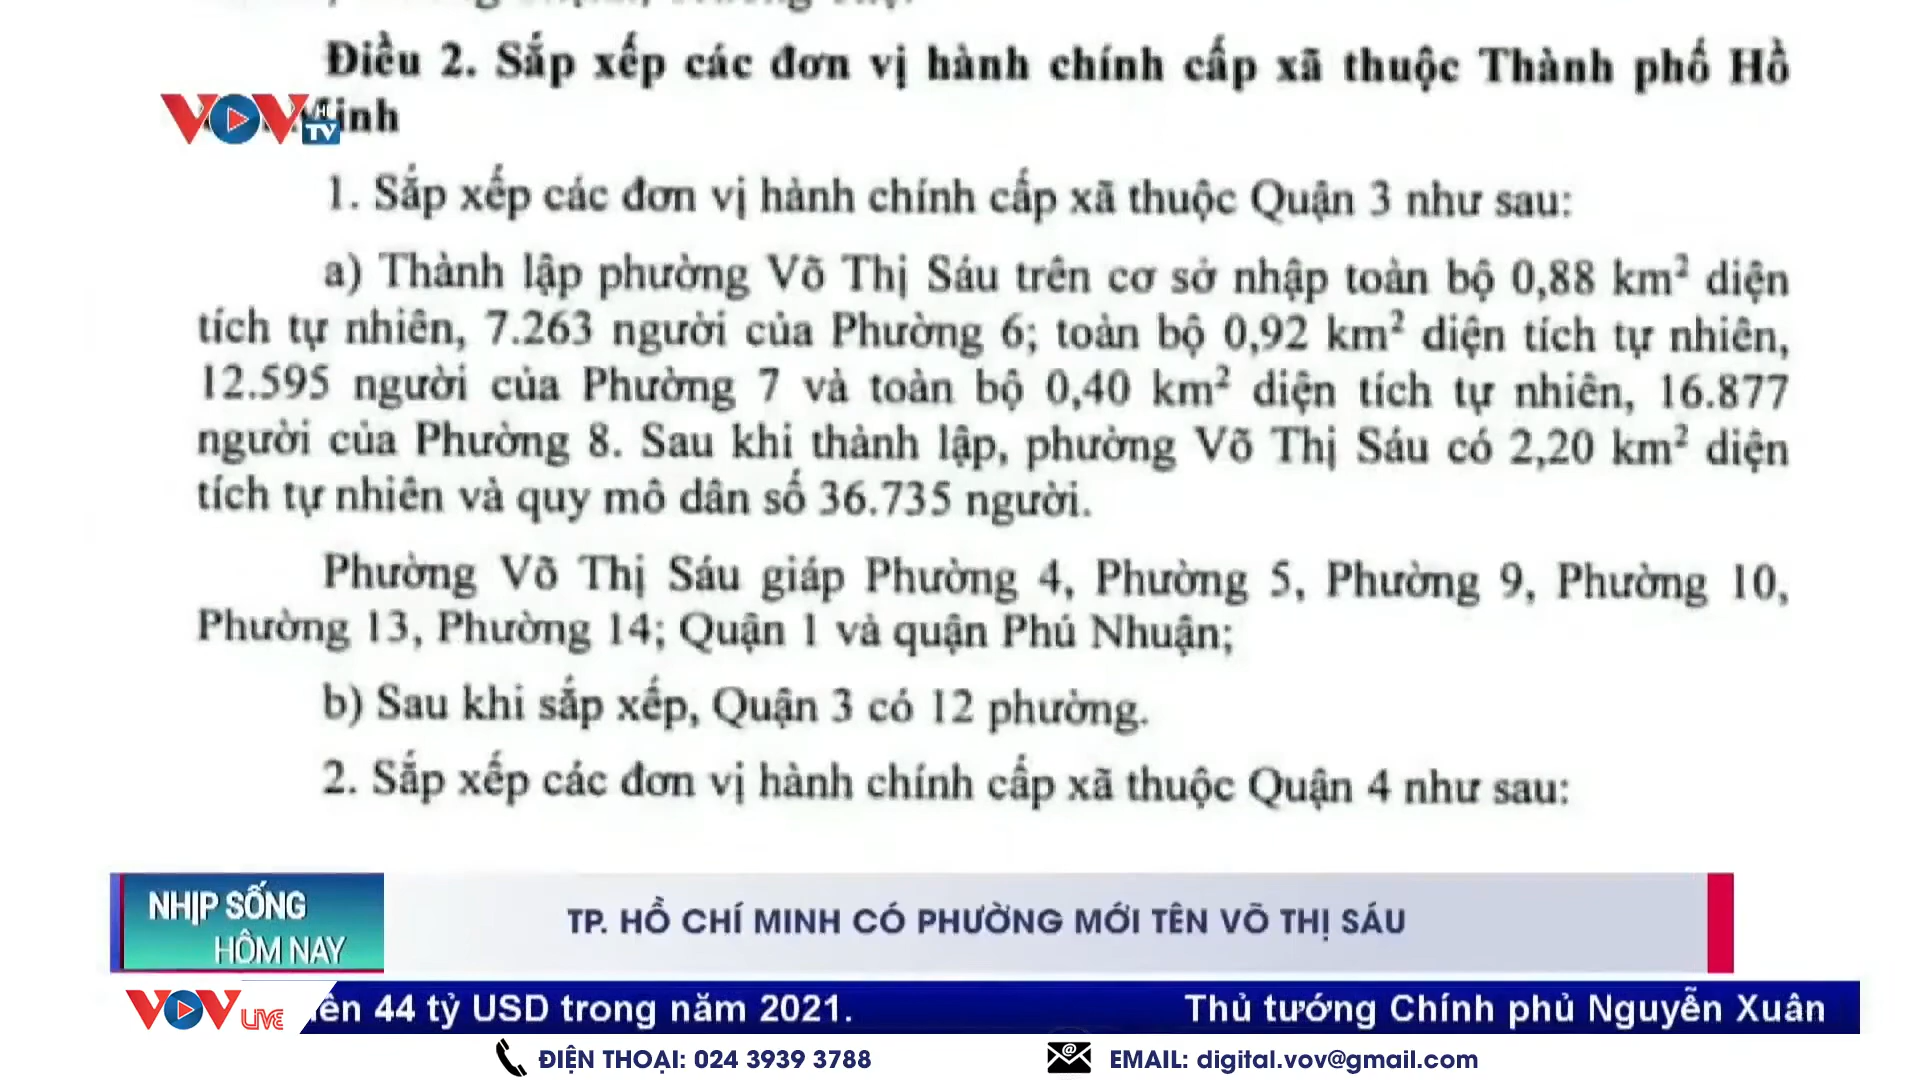 Điều 2. Sắp xếp các đơn vị hành chính cấp xã thuộc Thành phố Hồ
Minh
VOV TV HD
1. Sắp xếp các đơn vị hành chính cấp xã thuộc Quận 3 như sau:
a) Thành lập phường Võ Thị Sáu trên cơ sở nhập toàn bộ 0,88 km² diện
tích tự nhiên, 7.263 người của Phường 6; toàn bộ 0,92 km² diện tích tự nhiên,
12.595 người của Phường 7 và toàn bộ 0,40 km² diện tích tự nhiên, 16.877
người của Phường 8. Sau khi thành lập, phường Võ Thị Sáu có 2,20 km² diện
tích tự nhiên và quy mô dân số 36.735 người.
Phường Võ Thị Sáu giáp Phường 4, Phường 5, Phường 9, Phường 10,
Phường 13, Phường 14; Quận 1 và quận Phú Nhuận;
b) Sau khi sắp xếp, Quận 3 có 12 phường.
2. Sắp xếp các đơn vị hành chính cấp xã thuộc Quận 4 như sau:
NHỊP SỐNG
HÔM NAY
TP. HỒ CHÍ MINH CÓ PHƯỜNG MỚI TÊN VÕ THỊ SÁU
VOV LIVE
44 tỷ USD trong năm 2021. Thủ tướng Chính phủ Nguyễn Xuân
ĐIỆN THOẠI: 024 3939 3788 EMAIL: digital.vov@gmail.com